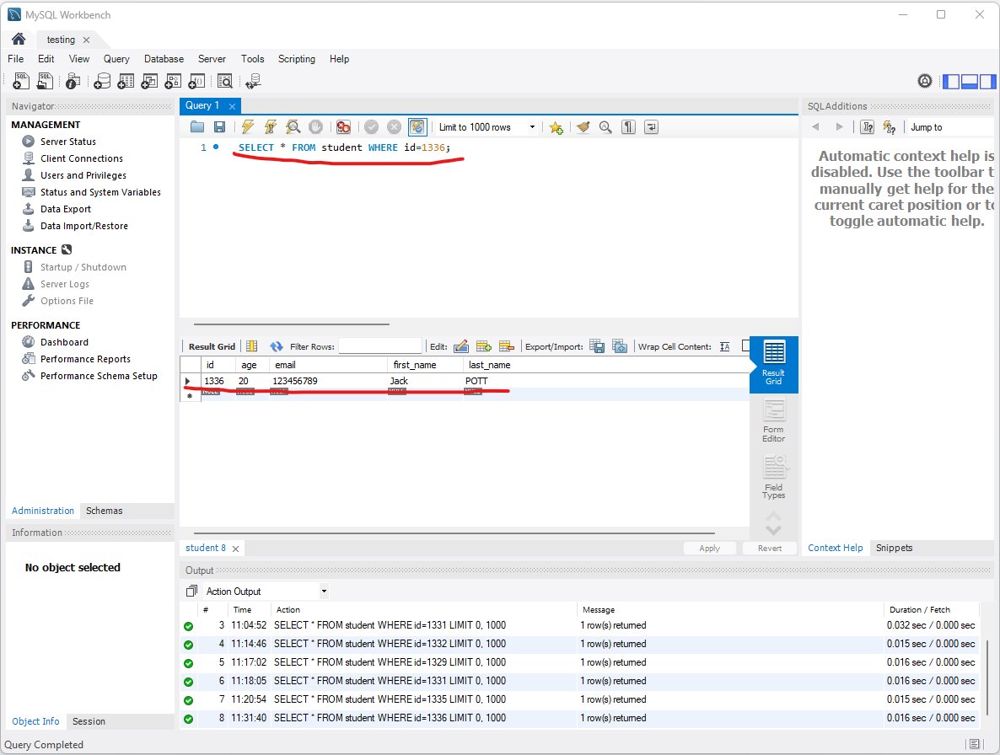 MySQL Workbench
testing
File Edit View Query Database Server Tools Scripting Help
Navigator
MANAGEMENT
Server Status
Client Connections
Users and Privileges
Status and System Variables
Data Export
Data Import/Restore
INSTANCE
Startup / Shutdown
Server Logs
Options File
PERFORMANCE
Dashboard
Performance Reports
Performance Schema Setup
Administration Schemas
Information
No object selected
Object Info Session
Query 1
Limit to 1000 rows
1 SELECT * FROM student WHERE id=1336;
Result Grid Filter Rows: Edit: Export/Import: Wrap Cell Content:
id age email first_name last_name
1336 20 123456789 Jack POTT
Result
Grid
Form
Editor
Field
Types
student 8 Apply Revert
SQLAdditions
Jump to
Automatic context help is
disabled. Use the toolbar t
manually get help for the
current caret position or to
toggle automatic help.
Context Help Snippets
Output
Action Output
# Time Action Message Duration / Fetch
3 11:04:52 SELECT * FROM student WHERE id=1331 LIMIT 0, 1000 1 row(s) returned 0.032 sec / 0.000 sec
4 11:14:46 SELECT * FROM student WHERE id=1332 LIMIT 0, 1000 1 row(s) returned 0.015 sec / 0.000 sec
5 11:17:02 SELECT * FROM student WHERE id=1329 LIMIT 0, 1000 1 row(s) returned 0.016 sec / 0.000 sec
6 11:18:05 SELECT * FROM student WHERE id=1331 LIMIT 0, 1000 1 row(s) returned 0.016 sec / 0.000 sec
7 11:20:54 SELECT * FROM student WHERE id=1335 LIMIT 0, 1000 1 row(s) returned 0.015 sec / 0.000 sec
8 11:31:40 SELECT * FROM student WHERE id=1336 LIMIT 0, 1000 1 row(s) returned 0.016 sec / 0.000 sec
Query Completed